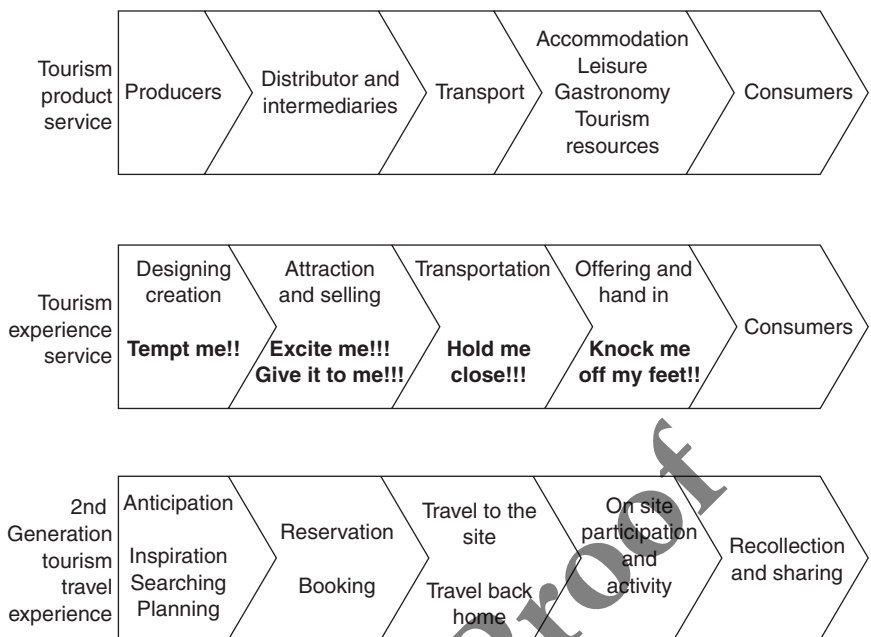 Tourism
product
service
Producers
Distributor and
intermediaries
Transport
Accommodation
Leisure
Gastronomy
Tourism
resources
Consumers
Tourism
experience
service
Designing
creation
Tempt me!!
Attraction
and selling
Excite me!!!
Give it to me!!!
Transportation
Hold me
close!!!
Offering and
hand in
Knock me
off my feet!!
Consumers
2nd
Generation
tourism
travel
experience
Anticipation
Inspiration
Searching
Planning
Reservation
Booking
Travel to the
site
Travel back
home
On site
participation
and
activity
Recollection
and sharing
Proof